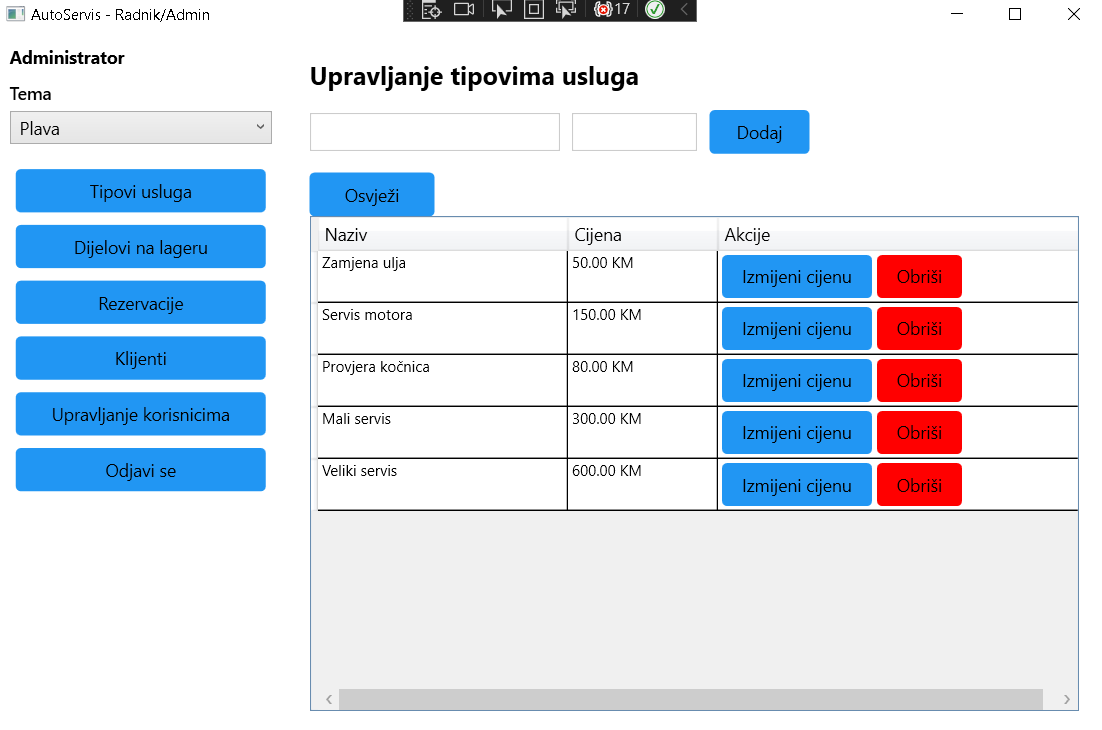 AutoServis - Radnik/Admin
17
Administrator
Tema
Plava
Tipovi usluga
Dijelovi na lageru
Rezervacije
Klijenti
Upravljanje korisnicima
Odjavi se
Upravljanje tipovima usluga
Dodaj
Osvježi
Naziv Cijena Akcije
Zamjena ulja 50.00 KM Izmijeni cijenu Obriši
Servis motora 150.00 KM Izmijeni cijenu Obriši
Provjera kočnica 80.00 KM Izmijeni cijenu Obriši
Mali servis 300.00 KM Izmijeni cijenu Obriši
Veliki servis 600.00 KM Izmijeni cijenu Obriši